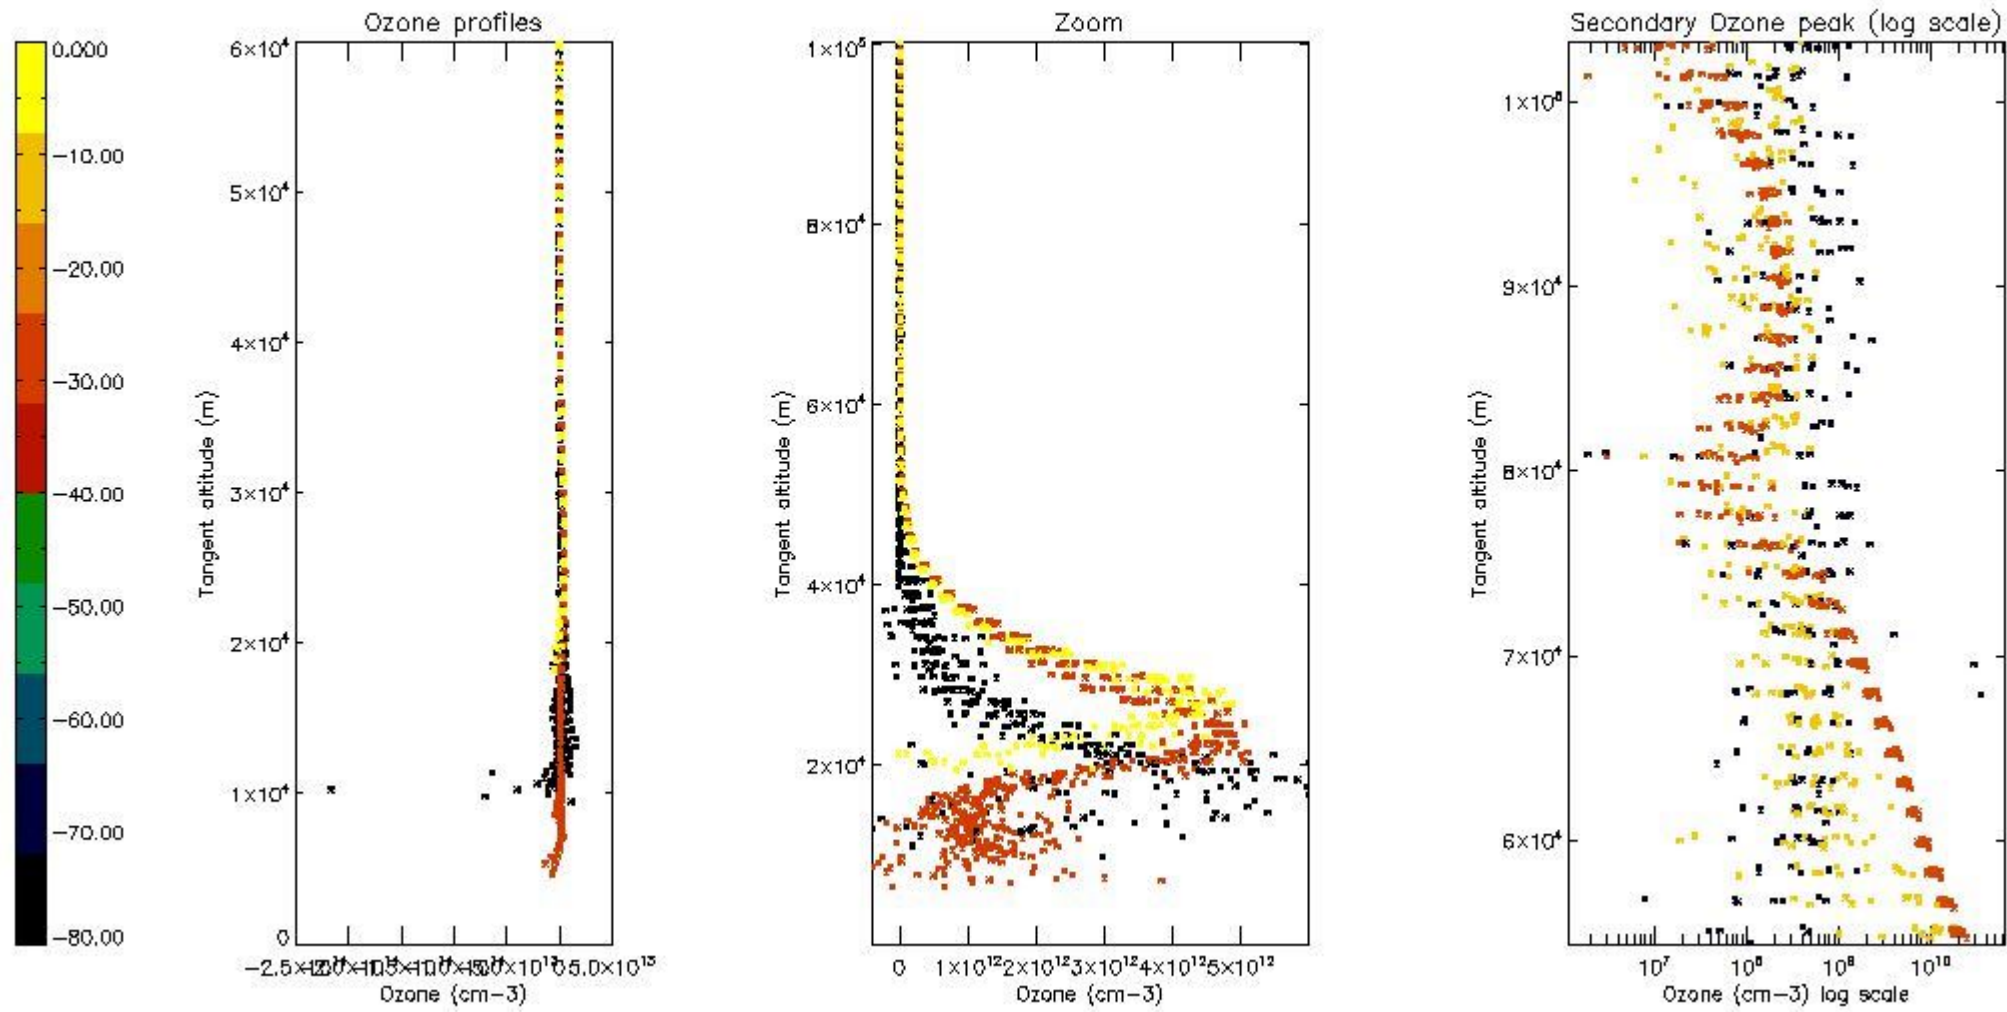 Ozone profiles
Zoom
Secondary Ozone peak (log scale)
0.000
−10.00
−20.00
−30.00
−40.00
−50.00
−60.00
−70.00
−80.00
6×10⁴
5×10⁴
4×10⁴
3×10⁴
2×10⁴
1×10⁴
0
Tangent altitude (m)
5.0×10¹³
Ozone (cm−3)
1×10⁵
8×10⁴
6×10⁴
4×10⁴
2×10⁴
Tangent altitude (m)
0 1×10¹² 2×10¹² 3×10¹² 4×10¹² 5×10¹²
Ozone (cm−3)
1×10⁵
9×10⁴
8×10⁴
7×10⁴
6×10⁴
Tangent altitude (m)
10⁷ 10⁸ 10⁹ 10¹⁰
Ozone (cm−3) log scale